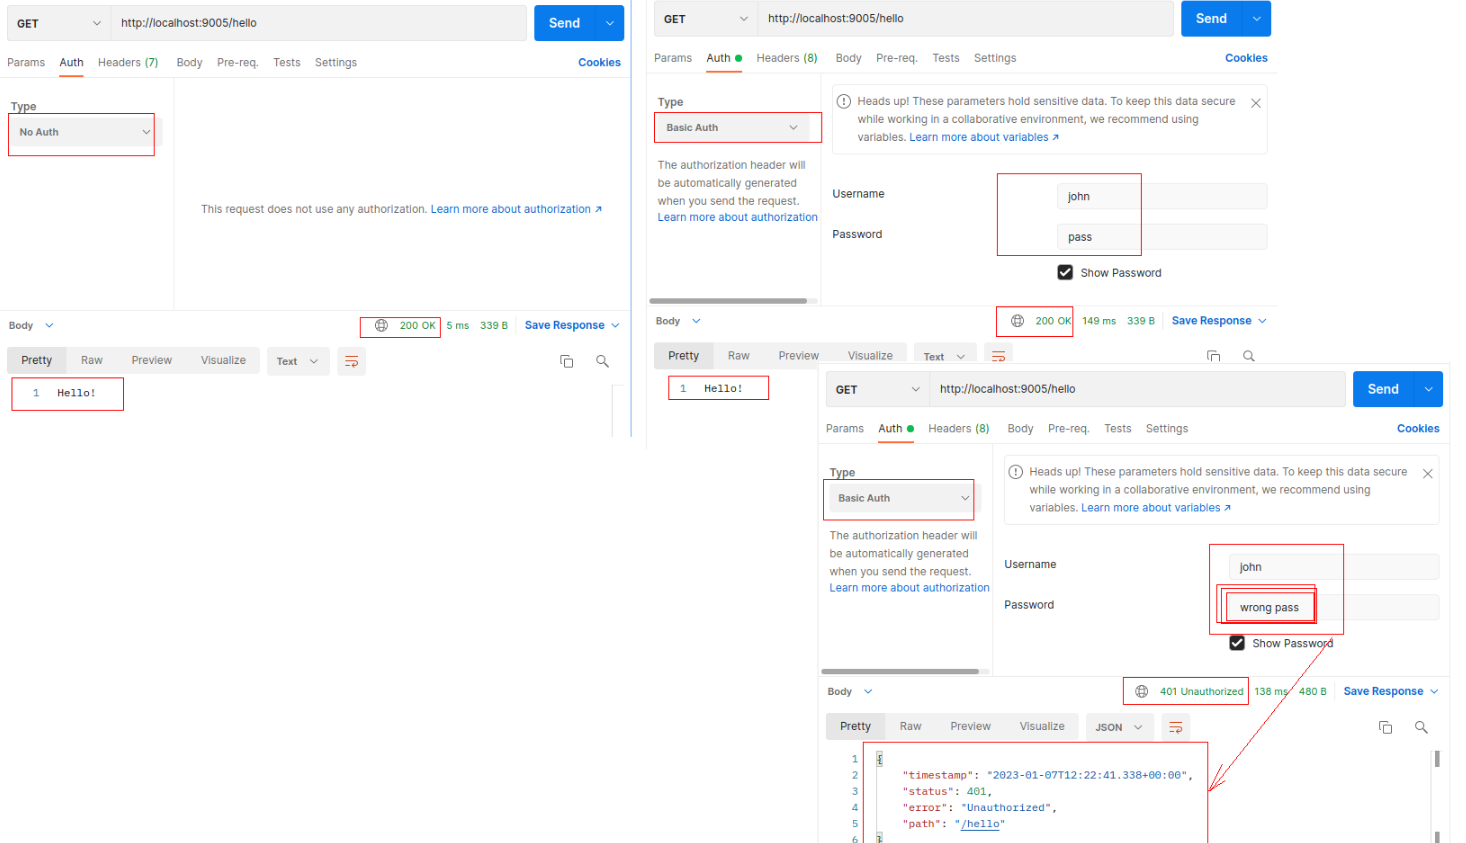 GET http://localhost:9005/hello Send
Params Auth Headers (7) Body Pre-req. Tests Settings Cookies
Type
No Auth
This request does not use any authorization. Learn more about authorization ↗
Body 200 OK 5 ms 339 B Save Response
Pretty Raw Preview Visualize Text
1 Hello!
GET http://localhost:9005/hello Send
Params Auth Headers (8) Body Pre-req. Tests Settings Cookies
Type
Basic Auth
The authorization header will
be automatically generated
when you send the request.
Learn more about authorization
Heads up! These parameters hold sensitive data. To keep this data secure
while working in a collaborative environment, we recommend using
variables. Learn more about variables ↗
Username john
Password pass
Show Password
Body 200 OK 149 ms 339 B Save Response
Pretty Raw Preview Visualize Text
1 Hello!
GET http://localhost:9005/hello Send
Params Auth Headers (8) Body Pre-req. Tests Settings Cookies
Type
Basic Auth
The authorization header will
be automatically generated
when you send the request.
Learn more about authorization
Heads up! These parameters hold sensitive data. To keep this data secure
while working in a collaborative environment, we recommend using
variables. Learn more about variables ↗
Username john
Password wrong pass
Show Password
Body 401 Unauthorized 138 ms 480 B Save Response
Pretty Raw Preview Visualize JSON
1 {
2 "timestamp": "2023-01-07T12:22:41.338+00:00",
3 "status": 401,
4 "error": "Unauthorized",
5 "path": "/hello"
6 }